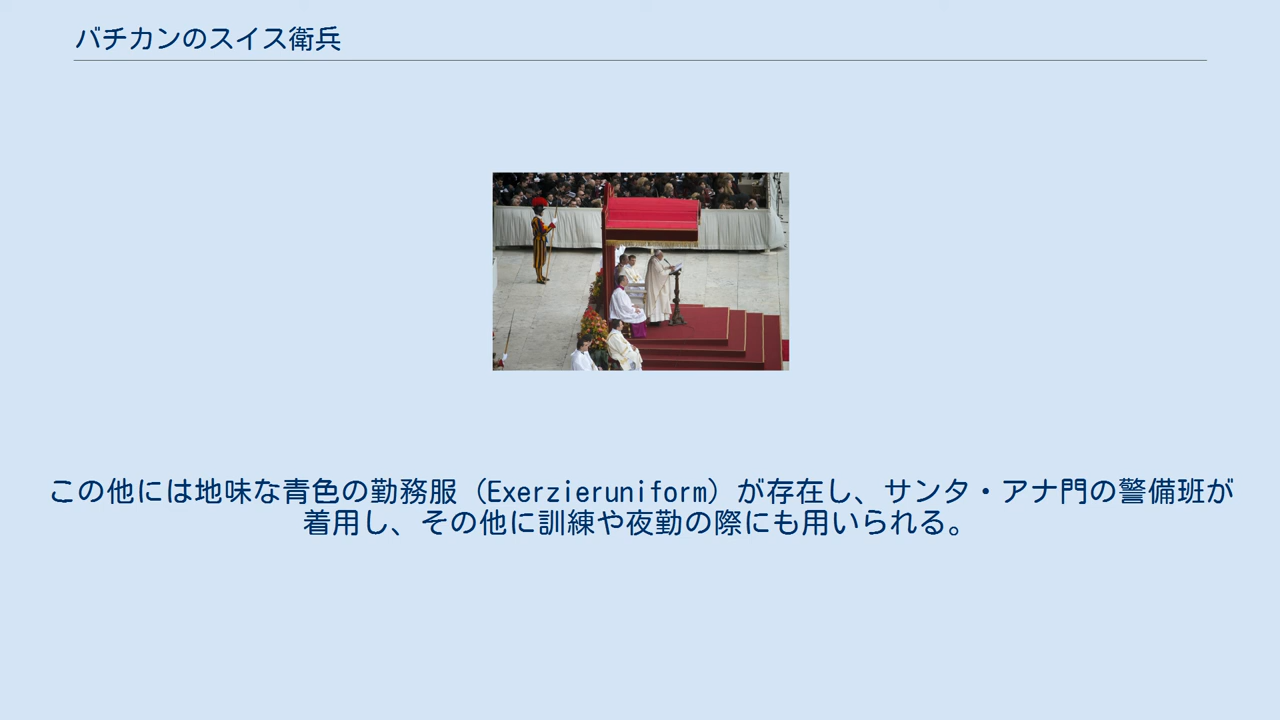 バチカンのスイス衛兵
この他には地味な青色の勤務服（Exerzieruniform）が存在し、サンタ・アナ門の警備班が
着用し、その他に訓練や夜勤の際にも用いられる。